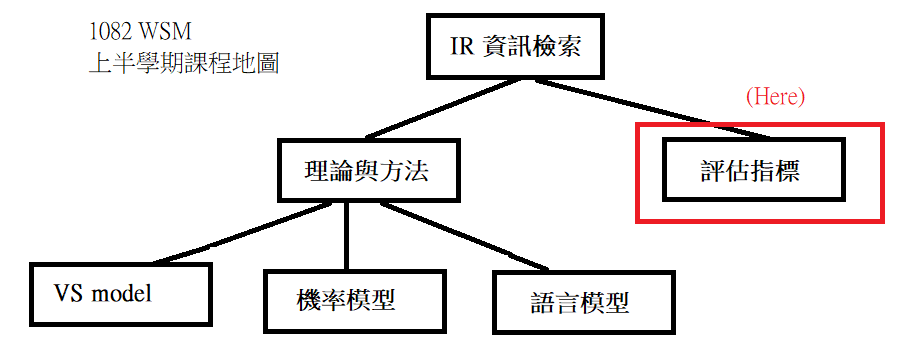 1082 WSM
上半學期課程地圖
IR 資訊檢索
(Here)
理論與方法
評估指標
VS model
機率模型
語言模型